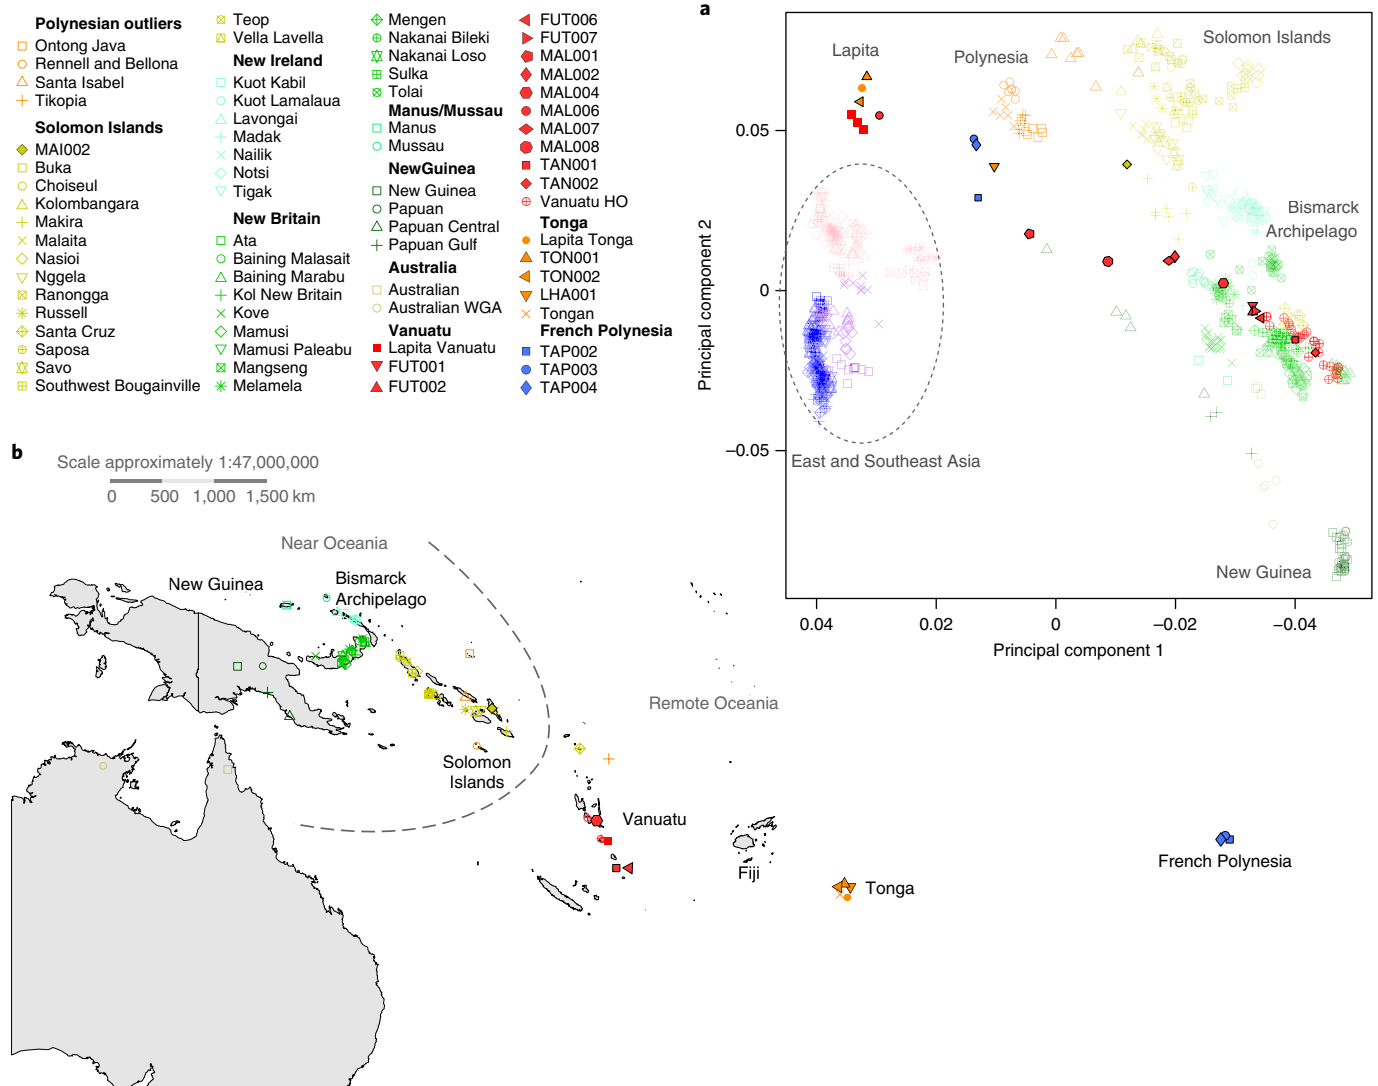 Polynesian outliers
Ontong Java
Rennell and Bellona
Santa Isabel
Tikopia
Solomon Islands
MAI002
Buka
Choiseul
Kolombangara
Makira
Malaita
Nasioi
Nggela
Ranongga
Russell
Santa Cruz
Saposa
Savo
Southwest Bougainville
Teop
Vella Lavella
New Ireland
Kuot Kabil
Kuot Lamalaua
Lavongai
Madak
Nailik
Notsi
Tigak
New Britain
Ata
Baining Malasait
Baining Marabu
Kol New Britain
Kove
Mamusi
Mamusi Paleabu
Mangseng
Melamela
Mengen
Nakanai Bileki
Nakanai Loso
Sulka
Tolai
Manus/Mussau
Manus
Mussau
NewGuinea
New Guinea
Papuan
Papuan Central
Papuan Gulf
Australia
Australian
Australian WGA
Vanuatu
Lapita Vanuatu
FUT001
FUT002
FUT006
FUT007
MAL001
MAL002
MAL004
MAL006
MAL007
MAL008
TAN001
TAN002
Vanuatu HO
Tonga
Lapita Tonga
TON001
TON002
LHA001
Tongan
French Polynesia
TAP002
TAP003
TAP004
a
Lapita
Polynesia
Solomon Islands
Bismarck
Archipelago
East and Southeast Asia
New Guinea
0.05
0
−0.05
Principal component 2
0.04
0.02
0
−0.02
−0.04
Principal component 1
b
Scale approximately 1:47,000,000
0
500
1,000
1,500 km
Near Oceania
New Guinea
Bismarck
Archipelago
Remote Oceania
Solomon
Islands
Vanuatu
Fiji
Tonga
French Polynesia